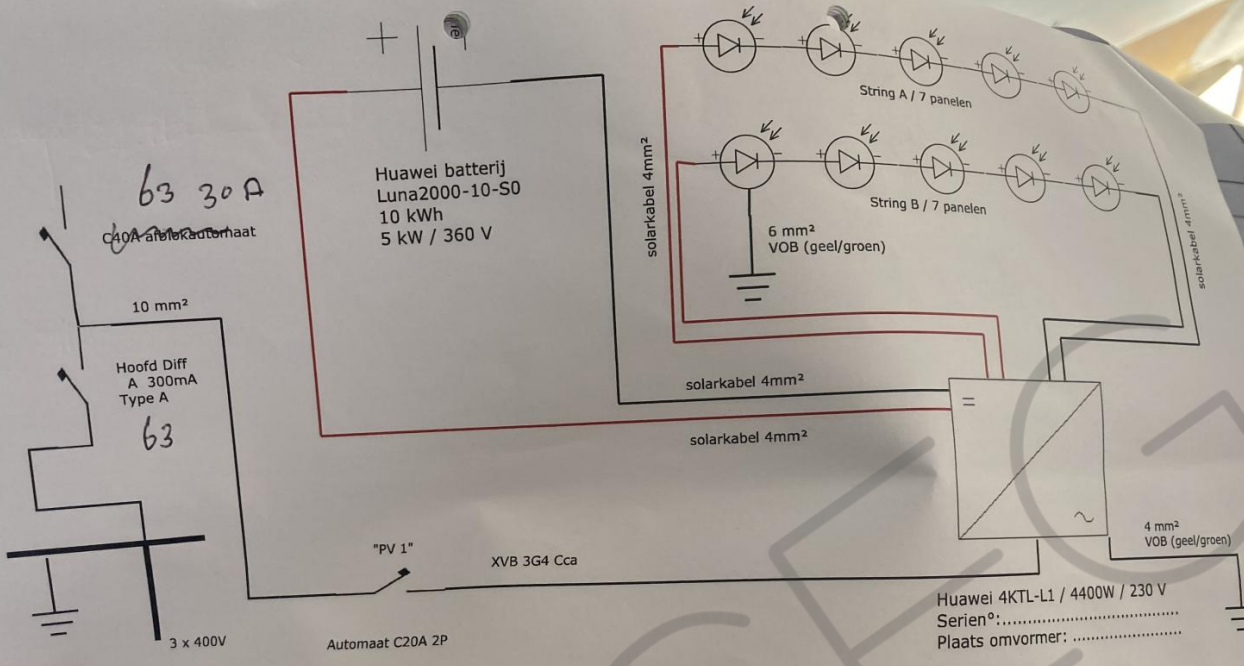 +
Huawei batterij
Luna2000-10-S0
10 kWh
5 kW / 360 V
63 30A
C40A aftakautomaat
10 mm²
Hoofd Diff
A 300mA
Type A
63
3 x 400V
"PV 1"
XVB 3G4 Cca
Automaat C20A 2P
solarkabel 4mm²
solarkabel 4mm²
solarkabel 4mm²
String A / 7 panelen
String B / 7 panelen
6 mm²
VOB (geel/groen)
solarkabel 4mm²
=
~
4 mm²
VOB (geel/groen)
Huawei 4KTL-L1 / 4400W / 230 V
Serien°:
Plaats omvormer: